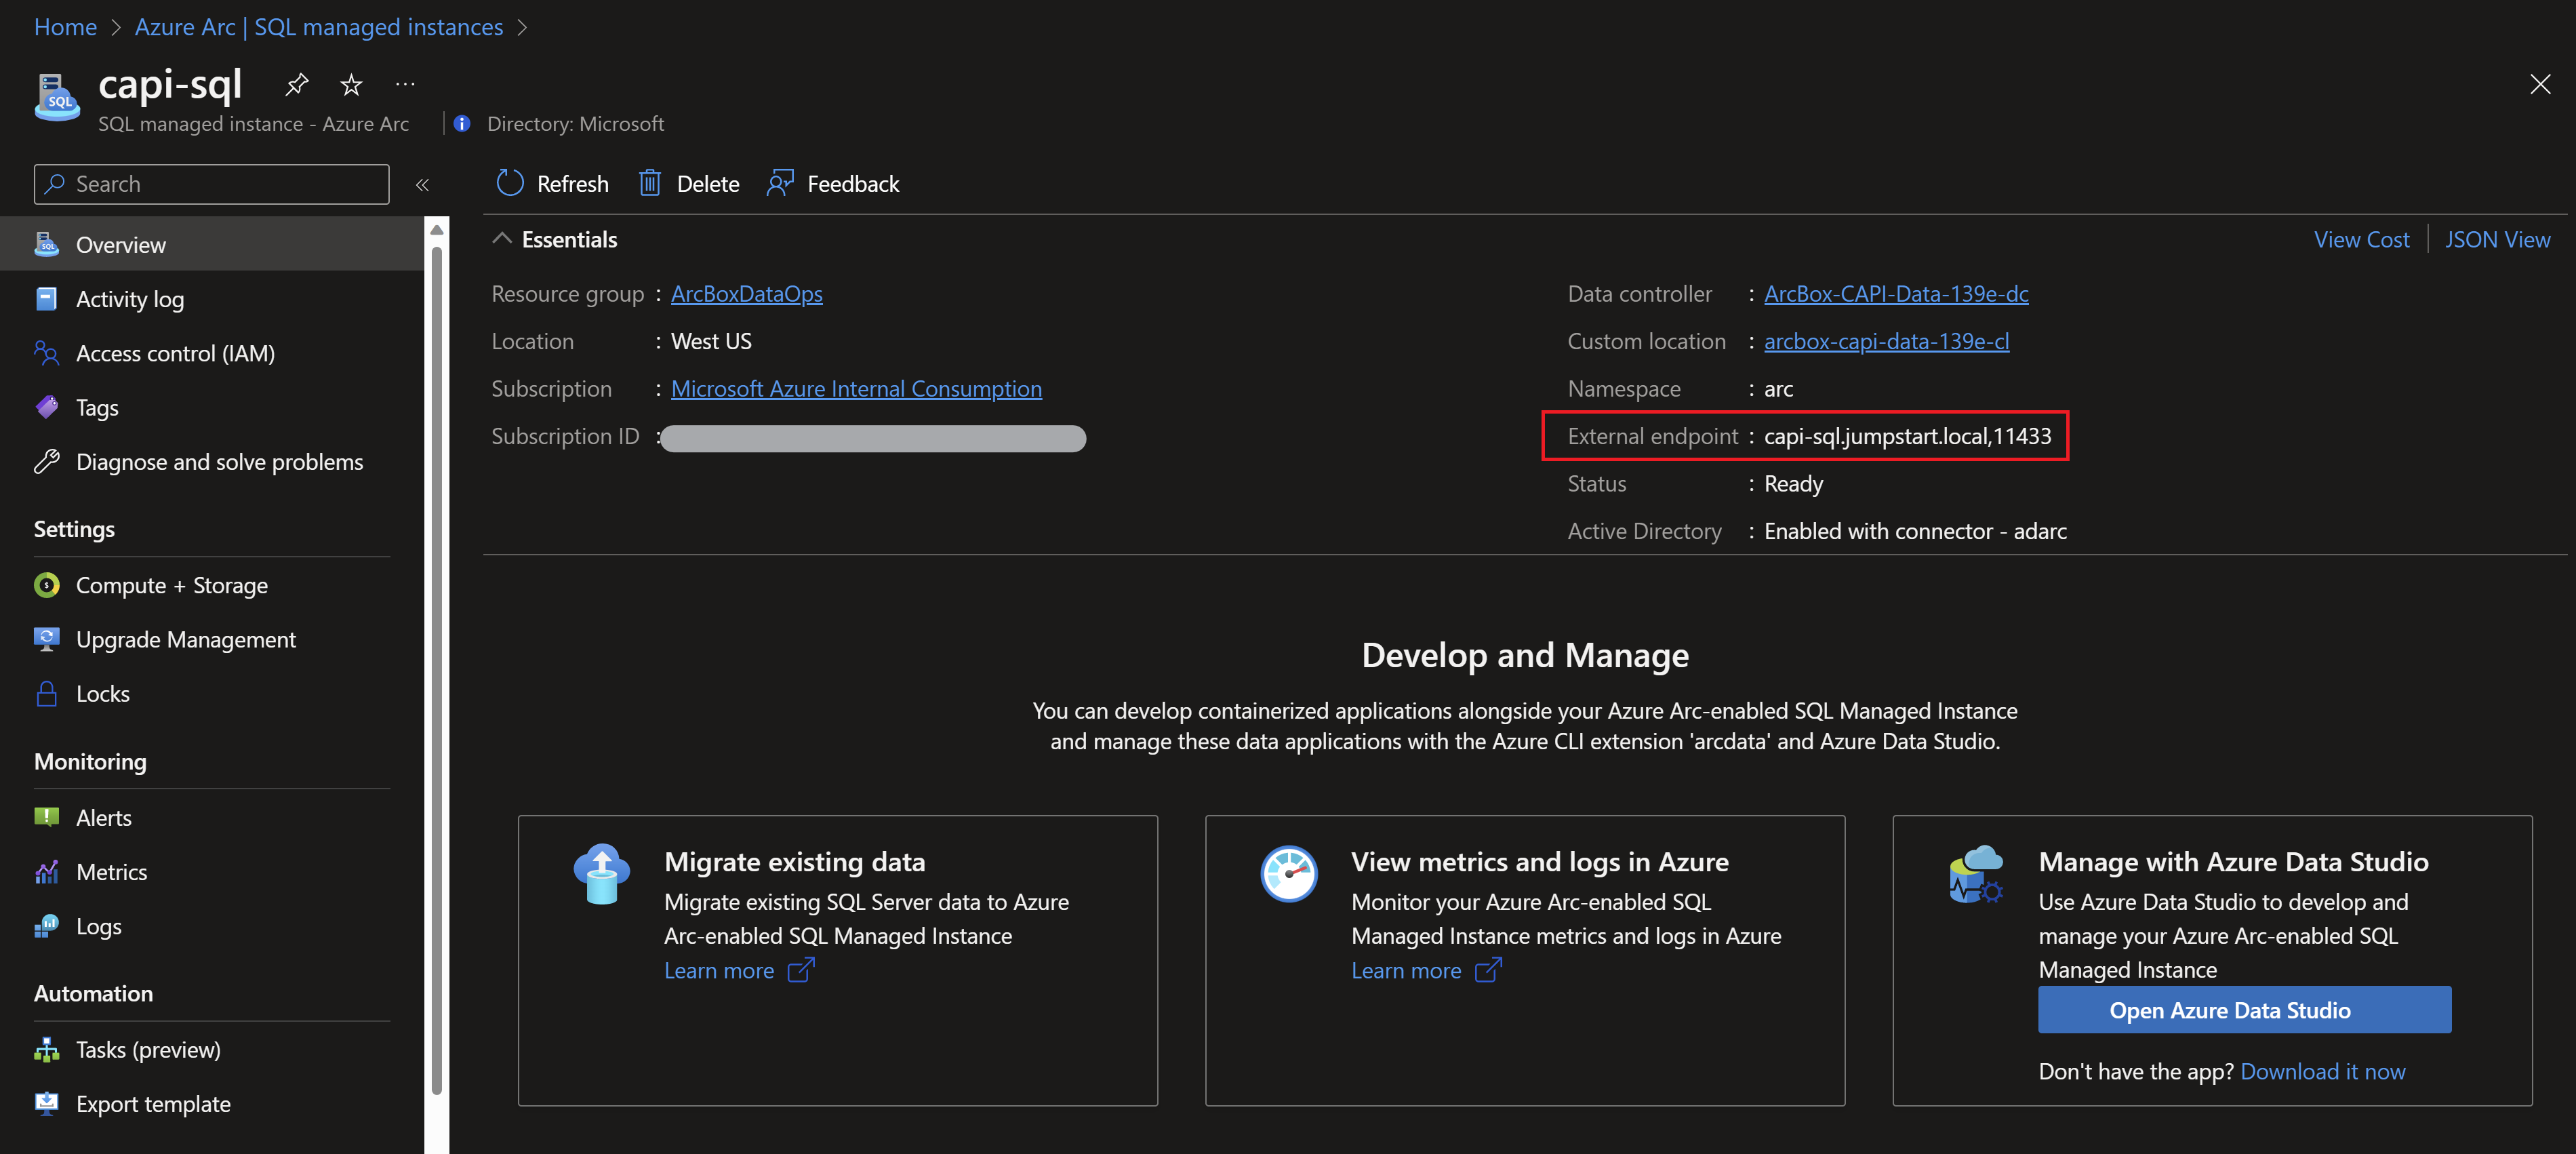 Home > Azure Arc | SQL managed instances >
capi-sql
SQL managed instance - Azure Arc
Directory: Microsoft
Search
Overview
Activity log
Access control (IAM)
Tags
Diagnose and solve problems
Settings
Compute + Storage
Upgrade Management
Locks
Monitoring
Alerts
Metrics
Logs
Automation
Tasks (preview)
Export template
Refresh
Delete
Feedback
Essentials
View Cost
JSON View
Resource group : ArcBoxDataOps
Location : West US
Subscription : Microsoft Azure Internal Consumption
Subscription ID :
Data controller : ArcBox-CAPI-Data-139e-dc
Custom location : arcbox-capi-data-139e-cl
Namespace : arc
External endpoint : capi-sql.jumpstart.local,11433
Status : Ready
Active Directory : Enabled with connector - adarc
Develop and Manage
You can develop containerized applications alongside your Azure Arc-enabled SQL Managed Instance
and manage these data applications with the Azure CLI extension 'arcdata' and Azure Data Studio.
Migrate existing data
Migrate existing SQL Server data to Azure
Arc-enabled SQL Managed Instance
Learn more
View metrics and logs in Azure
Monitor your Azure Arc-enabled SQL
Managed Instance metrics and logs in Azure
Learn more
Manage with Azure Data Studio
Use Azure Data Studio to develop and
manage your Azure Arc-enabled SQL
Managed Instance
Open Azure Data Studio
Don't have the app? Download it now